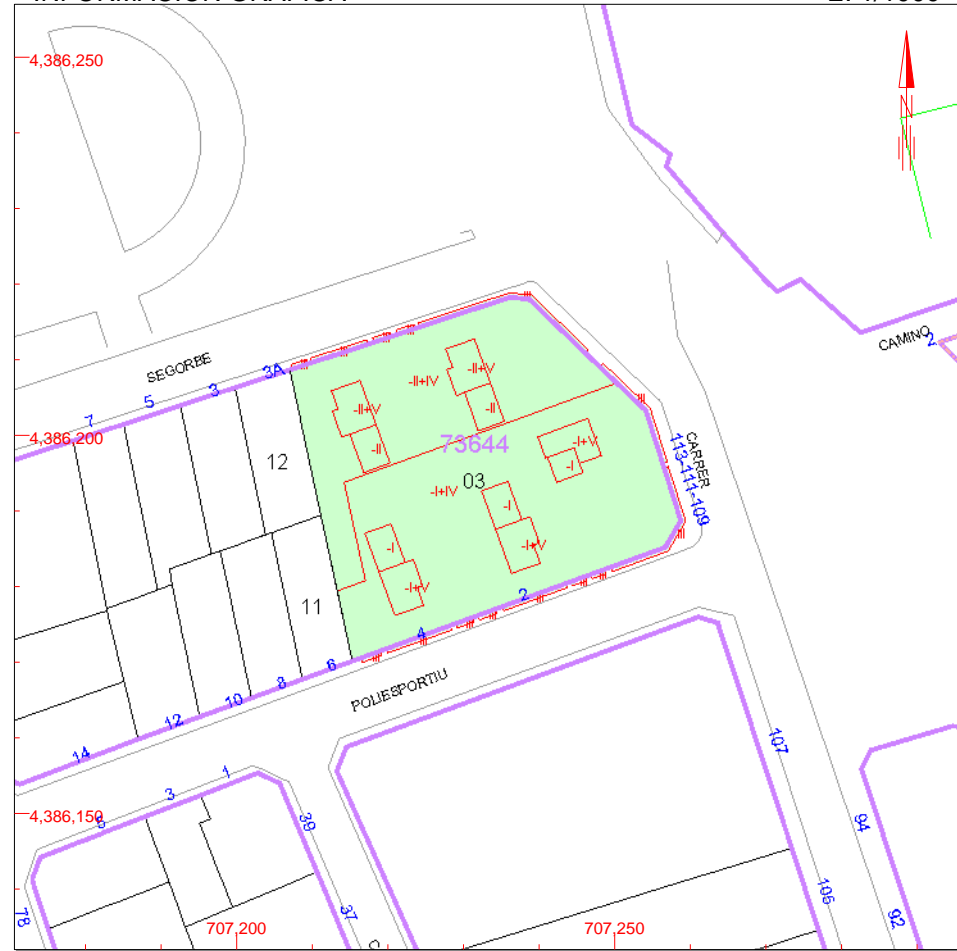 4,386,250
N
SEGORBE
CAMINO
2
7
5
3
3A
-II+V
-II+IV
-II+V
-II
-II
4,386,200
12
73644
03
-I+V
-I
CARRER
113-111-109
-I+IV
-I
-I+V
-I
-I+V
11
2
4
6
8
10
12
14
POLIESPORTIU
107
1
3
5
39
4,386,150
94
78
37
106
92
707,200
707,250